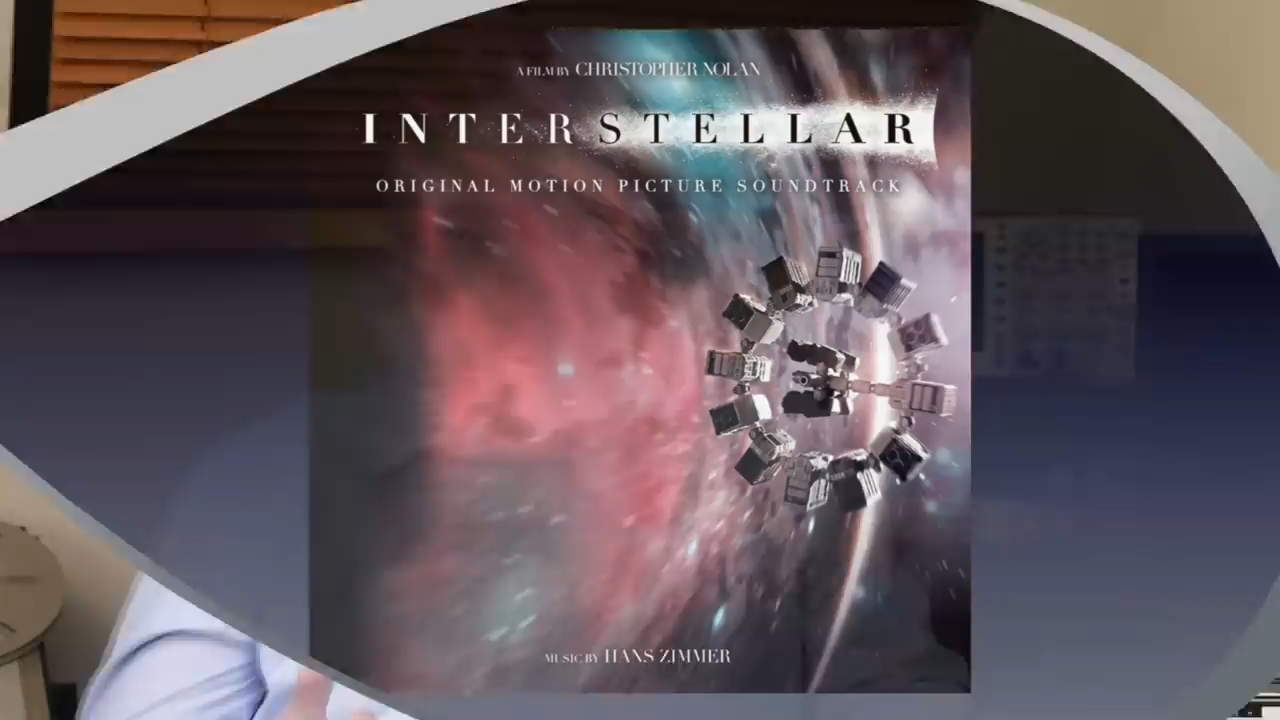 A FILM BY CHRISTOPHER NOLAN
INTERSTELLAR
ORIGINAL MOTION PICTURE SOUNDTRACK
MUSIC BY HANS ZIMMER